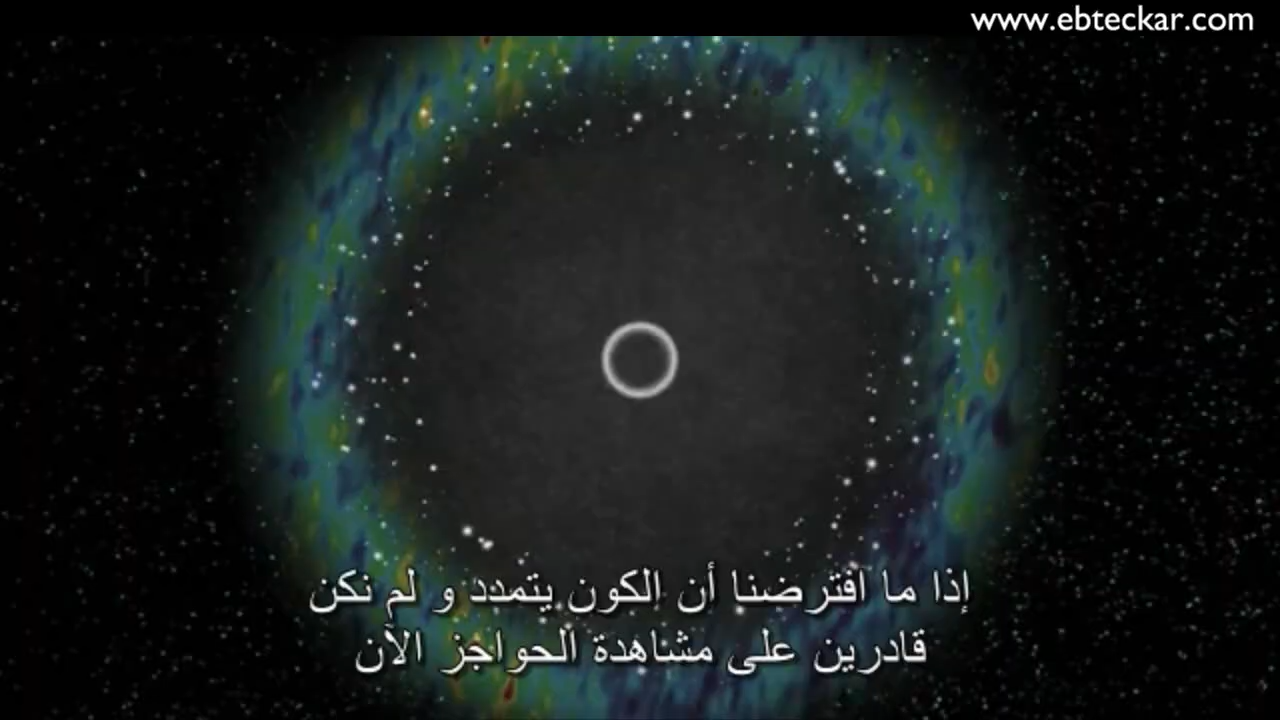 www.ebteckar.com
إذا ما افترضنا أن الكون يتمدد و لم نكن
قادرين على مشاهدة الحواجز الآن